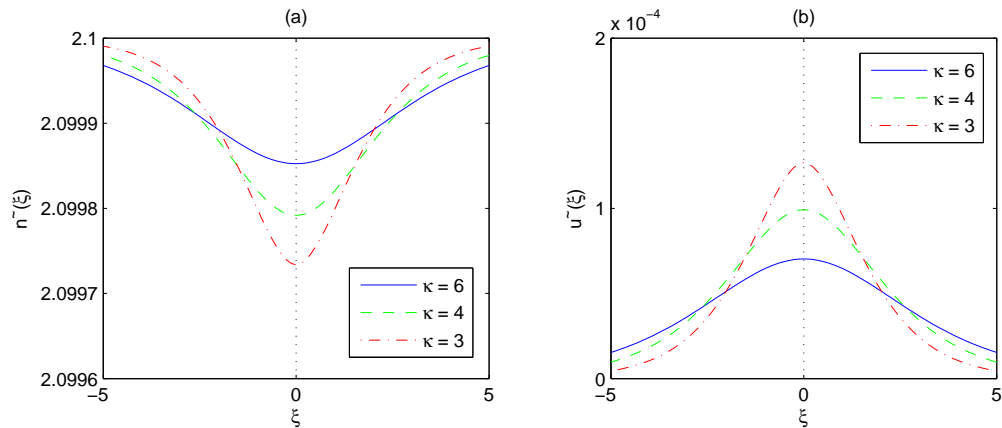 (a)
2.1
2.0999
2.0998
2.0997
2.0996
n˜(ξ)
−5
0
5
ξ
κ = 6
κ = 4
κ = 3
(b)
x 10⁻⁴
2
1
0
u˜(ξ)
−5
0
5
ξ
κ = 6
κ = 4
κ = 3